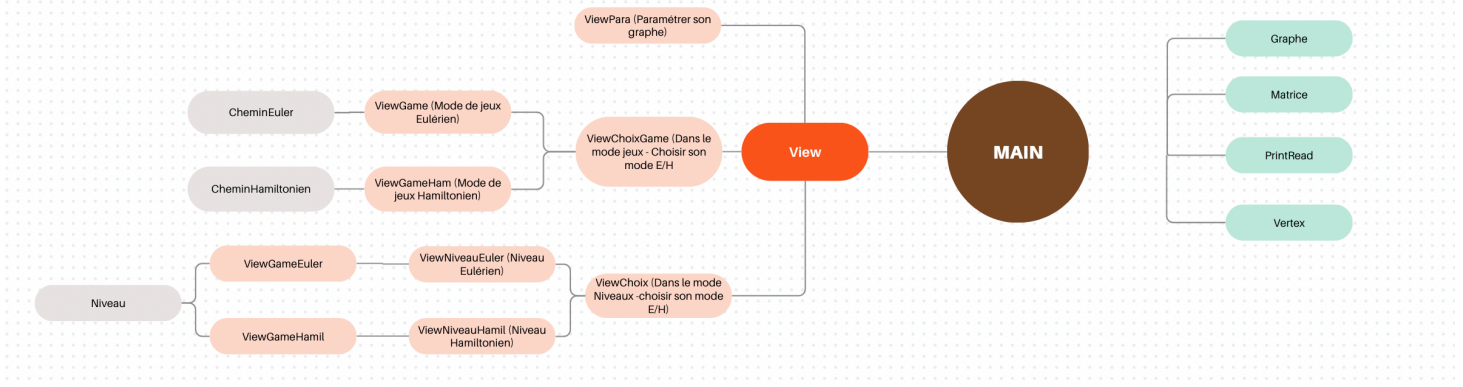 ViewPara (Paramétrer son
graphe)
Graphe
CheminEuler
ViewGame (Mode de jeux
Eulérien)
Matrice
ViewChoixGame (Dans le
mode jeux - Choisir son
mode E/H
View
MAIN
PrintRead
CheminHamiltonien
ViewGameHam (Mode de
jeux Hamiltonien)
Vertex
ViewGameEuler
ViewNiveauEuler (Niveau
Eulérien)
Niveau
ViewChoix (Dans le mode
Niveaux -choisir son mode
E/H)
ViewGameHamil
ViewNiveauHamil (Niveau
Hamiltonien)